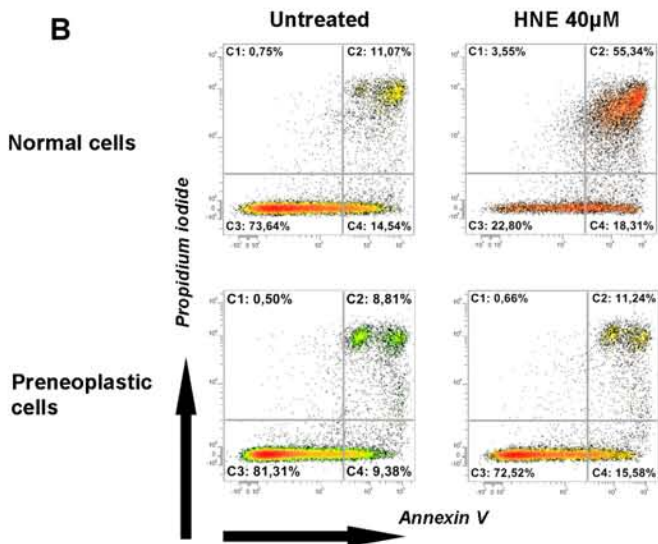 B
Untreated
HNE 40µM
C1: 0,75% C2: 11,07%
C1: 3,55% C2: 55,34%
Normal cells
C3: 73,64% C4: 14,54%
C3: 22,80% C4: 18,31%
Propidium iodide
C1: 0,50% C2: 8,81%
C1: 0,66% C2: 11,24%
Preneoplastic
cells
C3: 81,31% C4: 9,38%
C3: 72,52% C4: 15,58%
Annexin V